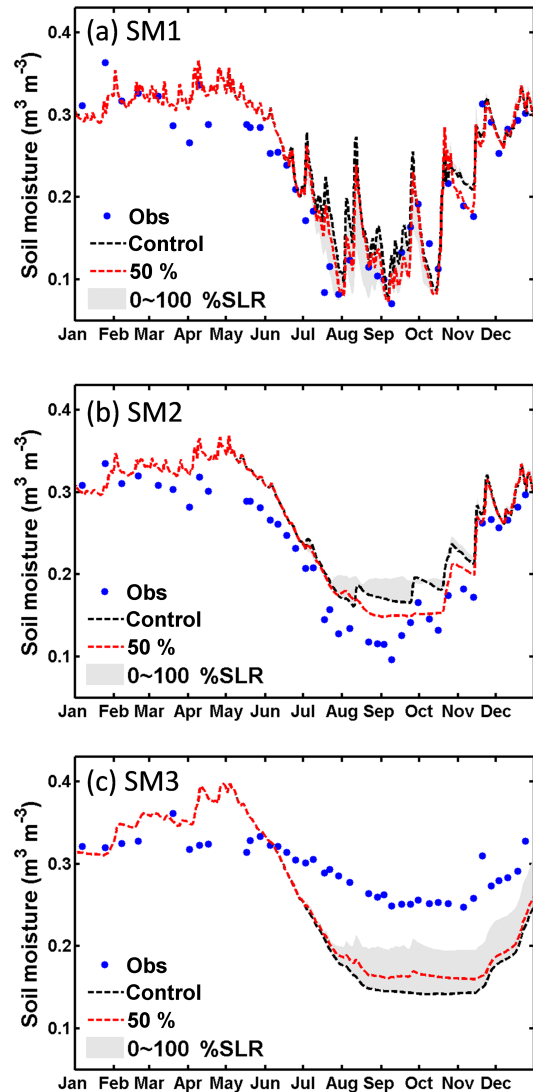 (a) SM1
Soil moisture (m³ m⁻³)
0.4
0.3
0.2
0.1
Obs
Control
50 %
0~100 %SLR
Jan Feb Mar Apr May Jun Jul Aug Sep Oct Nov Dec
(b) SM2
Soil moisture (m³ m⁻³)
0.4
0.3
0.2
0.1
Obs
Control
50 %
0~100 %SLR
Jan Feb Mar Apr May Jun Jul Aug Sep Oct Nov Dec
(c) SM3
Soil moisture (m³ m⁻³)
0.4
0.3
0.2
0.1
Obs
Control
50 %
0~100 %SLR
Jan Feb Mar Apr May Jun Jul Aug Sep Oct Nov Dec